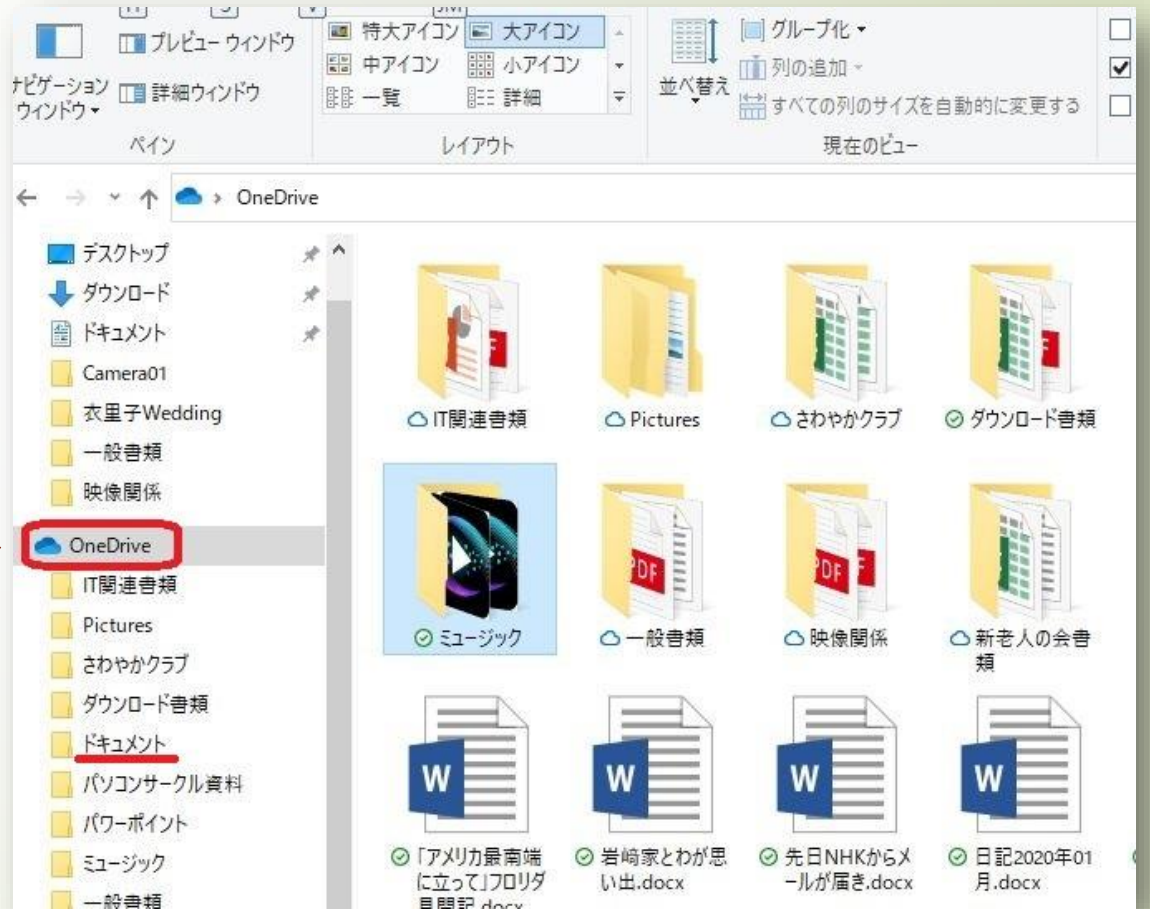 プレビュー ウィンドウ
特大アイコン
大アイコン
グループ化
中アイコン
小アイコン
列の追加
ナビゲーション
ウィンドウ
詳細ウィンドウ
一覧
詳細
並べ替え
すべての列のサイズを自動的に変更する
ペイン
レイアウト
現在のビュー
OneDrive
デスクトップ
ダウンロード
ドキュメント
Camera01
衣里子Wedding
一般書類
映像関係
OneDrive
IT関連書類
Pictures
さわやかクラブ
ダウンロード書類
ドキュメント
パソコンサークル資料
パワーポイント
ミュージック
一般書類
IT関連書類
Pictures
さわやかクラブ
ダウンロード書類
PDF
PDF
ミュージック
一般書類
映像関係
新老人の会書
類
W
W
W
W
「アメリカ最南端
に立って」フロリダ
見聞記.docx
岩崎家とわが思
い出.docx
先日NHKからメ
ールが届き.docx
日記2020年01
月.docx